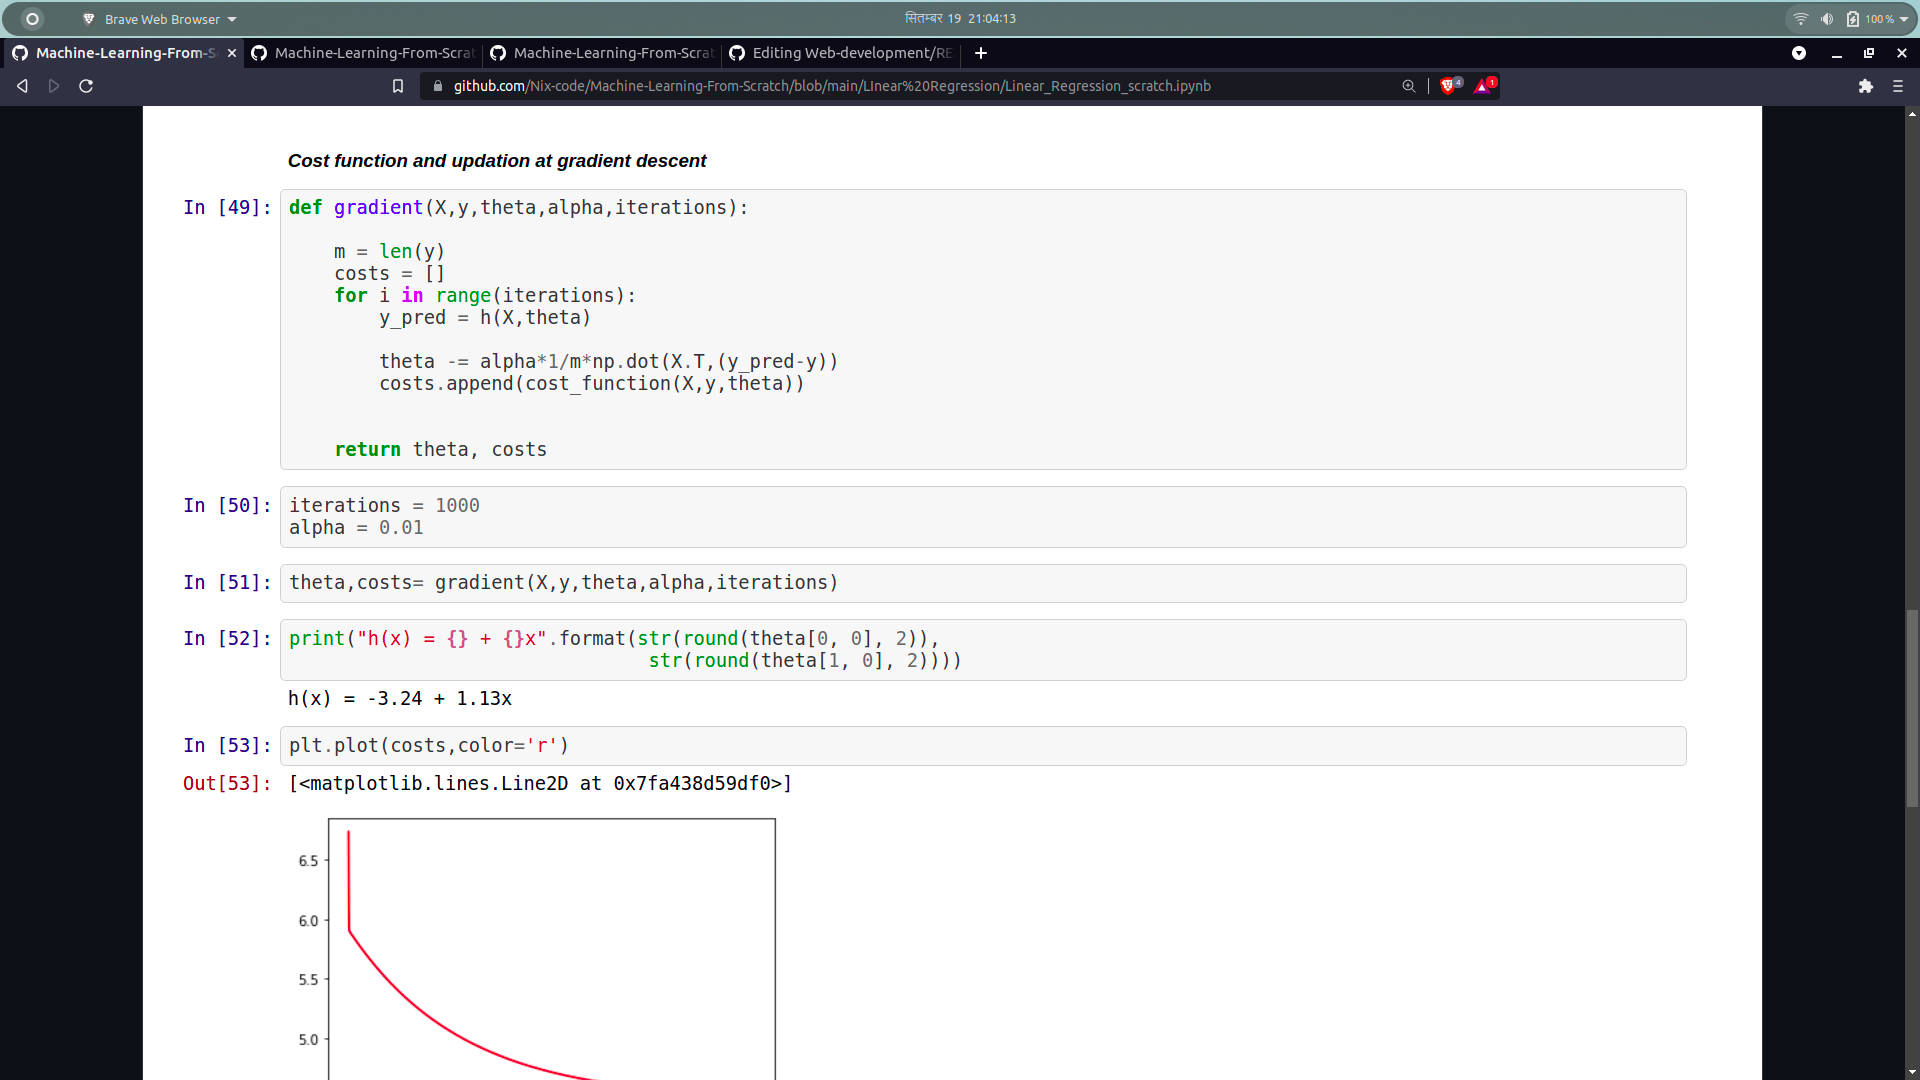 Brave Web Browser
सितम्बर 19 21:04:13
100 %
Machine-Learning-From-S
Machine-Learning-From-Scrat
Machine-Learning-From-Scrat
Editing Web-development/RE
github.com/Nix-code/Machine-Learning-From-Scratch/blob/main/LInear%20Regression/Linear_Regression_scratch.ipynb
4
1
Cost function and updation at gradient descent
In [49]:
def gradient(X,y,theta,alpha,iterations):
    m = len(y)
    costs = []
    for i in range(iterations):
        y_pred = h(X,theta)
        theta -= alpha*1/m*np.dot(X.T,(y_pred-y))
        costs.append(cost_function(X,y,theta))
    return theta, costs
In [50]:
iterations = 1000
alpha = 0.01
In [51]:
theta,costs= gradient(X,y,theta,alpha,iterations)
In [52]:
print("h(x) = {} + {}x".format(str(round(theta[0, 0], 2)),
                                str(round(theta[1, 0], 2))))
h(x) = -3.24 + 1.13x
In [53]:
plt.plot(costs,color='r')
Out[53]:
[<matplotlib.lines.Line2D at 0x7fa438d59df0>]
6.5
6.0
5.5
5.0